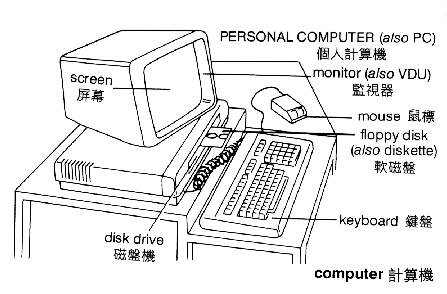 PERSONAL COMPUTER (also PC)
個人計算機
monitor (also VDU)
監視器
screen
屏幕
mouse 鼠標
floppy disk
(also diskette)
軟磁盤
keyboard 鍵盤
disk drive
磁盤機
computer 計算機